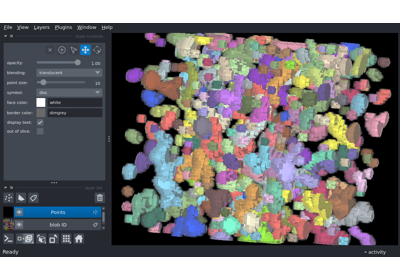 File View Layers Plugins Window Help
opacity: 1.00
blending: translucent
point size: 10
symbol: disc
face color: white
border color: dimgrey
display text: ✓
out of slice:
Points
blob ID
Ready activity